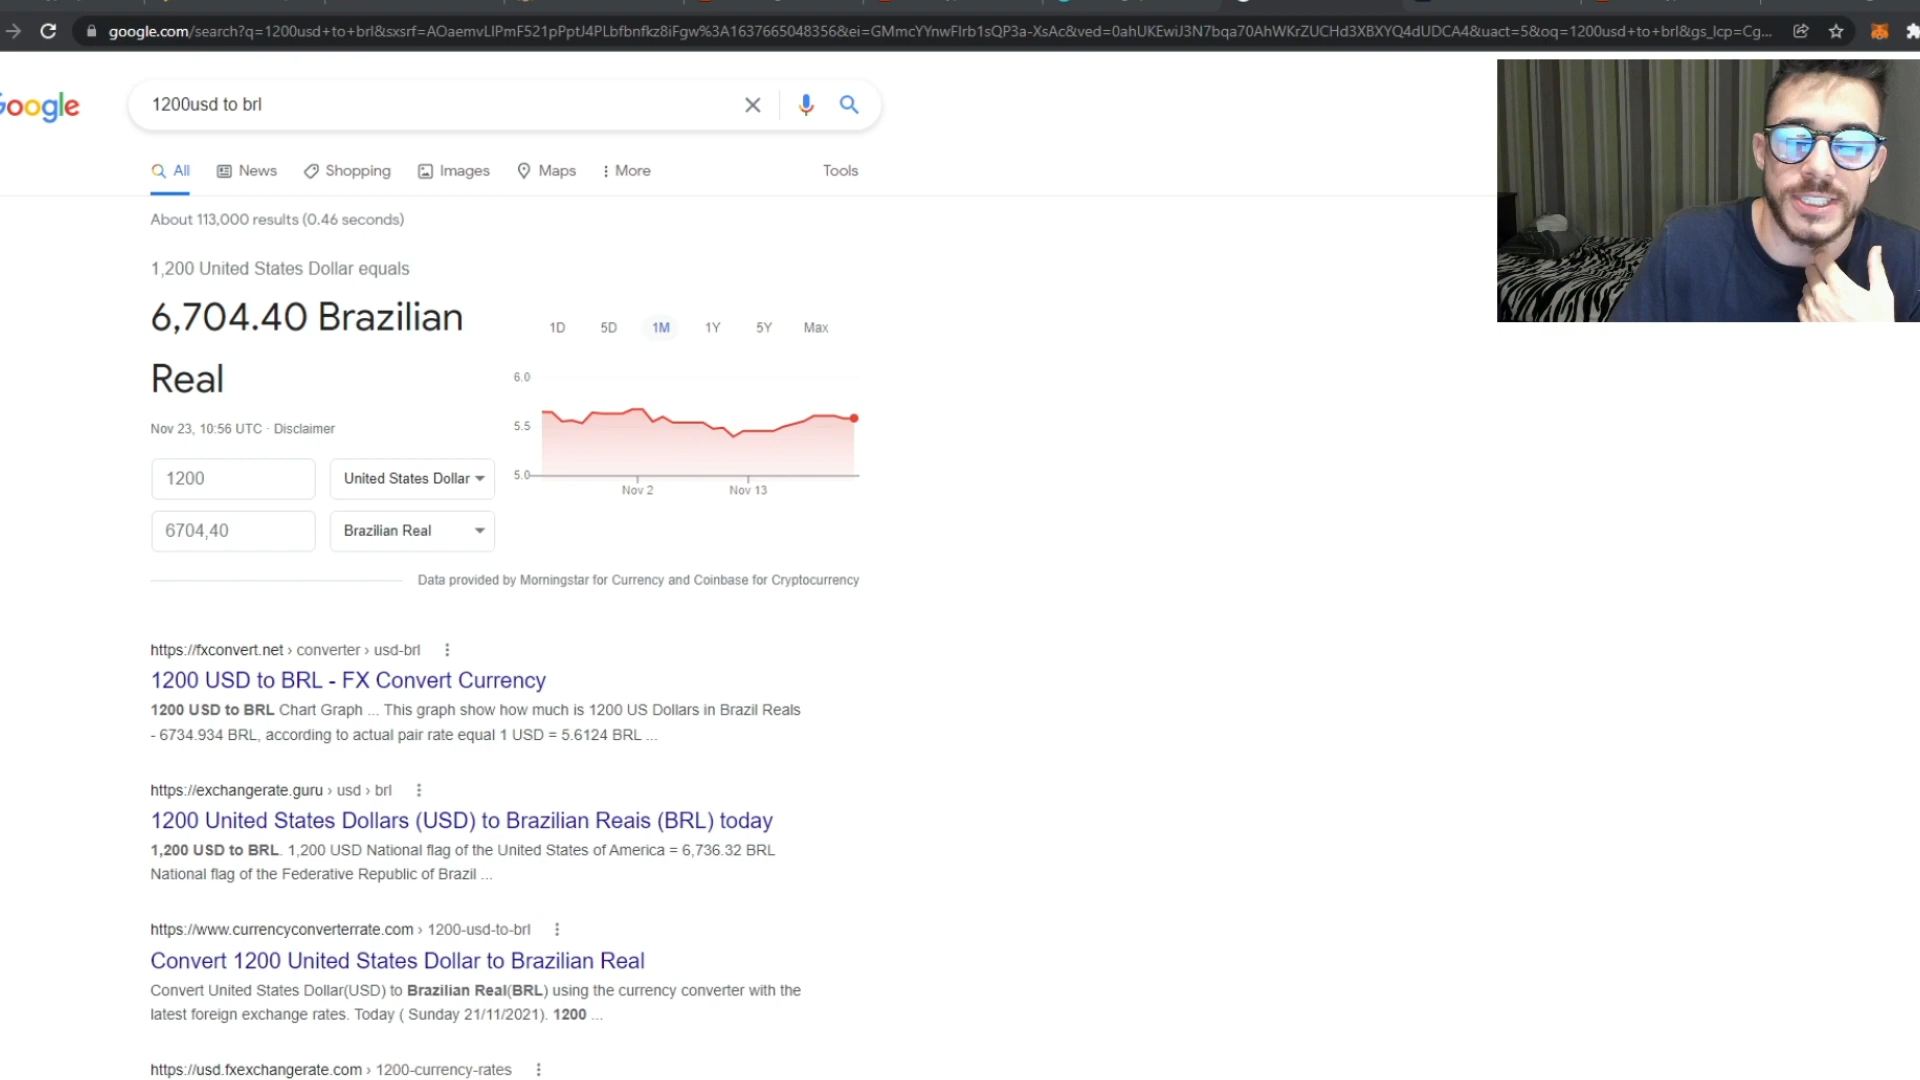 google.com/search?q=1200usd+to+brl&sxsrf=AOaemvLlPmF521pPptJ4PLbfbnfkz8iFgw%3A1637665048356&ei=GMmcYYnwFIrb1sQP3a-XsAc&ved=0ahUKEwiJ3N7bqa70AhWKrZUCHd3XBXYQ4dUDCA4&uact=5&oq=1200usd+to+brl&gs_lcp=Cg...
Google
1200usd to brl
All News Shopping Images Maps More Tools
About 113,000 results (0.46 seconds)
1,200 United States Dollar equals
6,704.40 Brazilian
Real
Nov 23, 10:56 UTC · Disclaimer
1200 United States Dollar
6704,40 Brazilian Real
1D 5D 1M 1Y 5Y Max
6.0
5.5
5.0
Nov 2 Nov 13
Data provided by Morningstar for Currency and Coinbase for Cryptocurrency
https://fxconvert.net › converter › usd-brl
1200 USD to BRL - FX Convert Currency
1200 USD to BRL Chart Graph ... This graph show how much is 1200 US Dollars in Brazil Reals
- 6734.934 BRL, according to actual pair rate equal 1 USD = 5.6124 BRL ...
https://exchangerate.guru › usd › brl
1200 United States Dollars (USD) to Brazilian Reais (BRL) today
1,200 USD to BRL. 1,200 USD National flag of the United States of America = 6,736.32 BRL
National flag of the Federative Republic of Brazil ...
https://www.currencyconverterrate.com › 1200-usd-to-brl
Convert 1200 United States Dollar to Brazilian Real
Convert United States Dollar(USD) to Brazilian Real(BRL) using the currency converter with the
latest foreign exchange rates. Today ( Sunday 21/11/2021). 1200 ...
https://usd.fxexchangerate.com › 1200-currency-rates